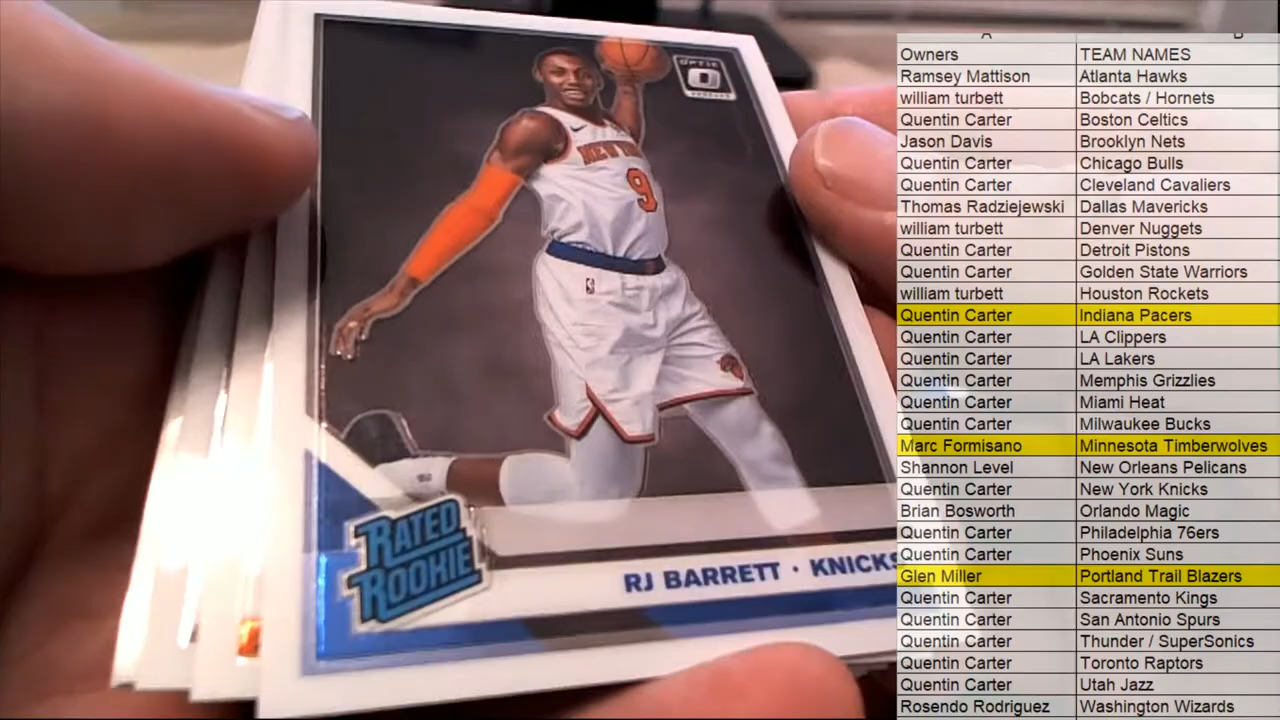 OPTIC
NEW YORK
9
RATED
ROOKIE
RJ BARRETT · KNICKS
A B
Owners TEAM NAMES
Ramsey Mattison Atlanta Hawks
william turbett Bobcats / Hornets
Quentin Carter Boston Celtics
Jason Davis Brooklyn Nets
Quentin Carter Chicago Bulls
Quentin Carter Cleveland Cavaliers
Thomas Radziejewski Dallas Mavericks
william turbett Denver Nuggets
Quentin Carter Detroit Pistons
Quentin Carter Golden State Warriors
william turbett Houston Rockets
Quentin Carter Indiana Pacers
Quentin Carter LA Clippers
Quentin Carter LA Lakers
Quentin Carter Memphis Grizzlies
Quentin Carter Miami Heat
Quentin Carter Milwaukee Bucks
Marc Formisano Minnesota Timberwolves
Shannon Level New Orleans Pelicans
Quentin Carter New York Knicks
Brian Bosworth Orlando Magic
Quentin Carter Philadelphia 76ers
Quentin Carter Phoenix Suns
Glen Miller Portland Trail Blazers
Quentin Carter Sacramento Kings
Quentin Carter San Antonio Spurs
Quentin Carter Thunder / SuperSonics
Quentin Carter Toronto Raptors
Quentin Carter Utah Jazz
Rosendo Rodriguez Washington Wizards